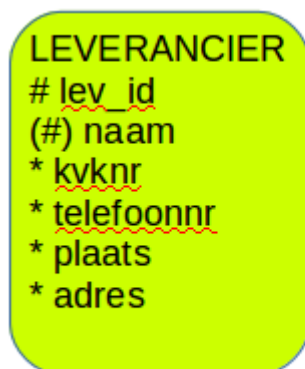 LEVERANCIER
# lev_id
(#) naam
* kvknr
* telefoonnr
* plaats
* adres